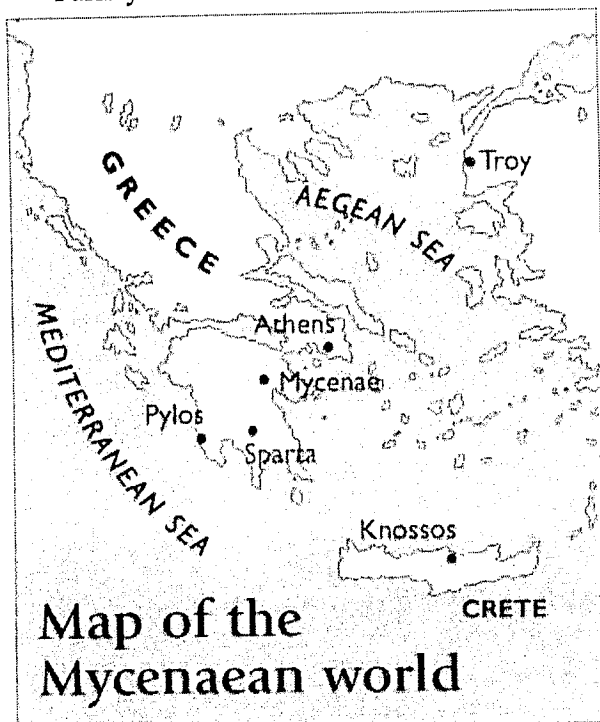 GREECE
AEGEAN SEA
Troy
MEDITERRANEAN SEA
Athens
Mycenae
Pylos
Sparta
Knossos
CRETE
Map of the
Mycenaean world